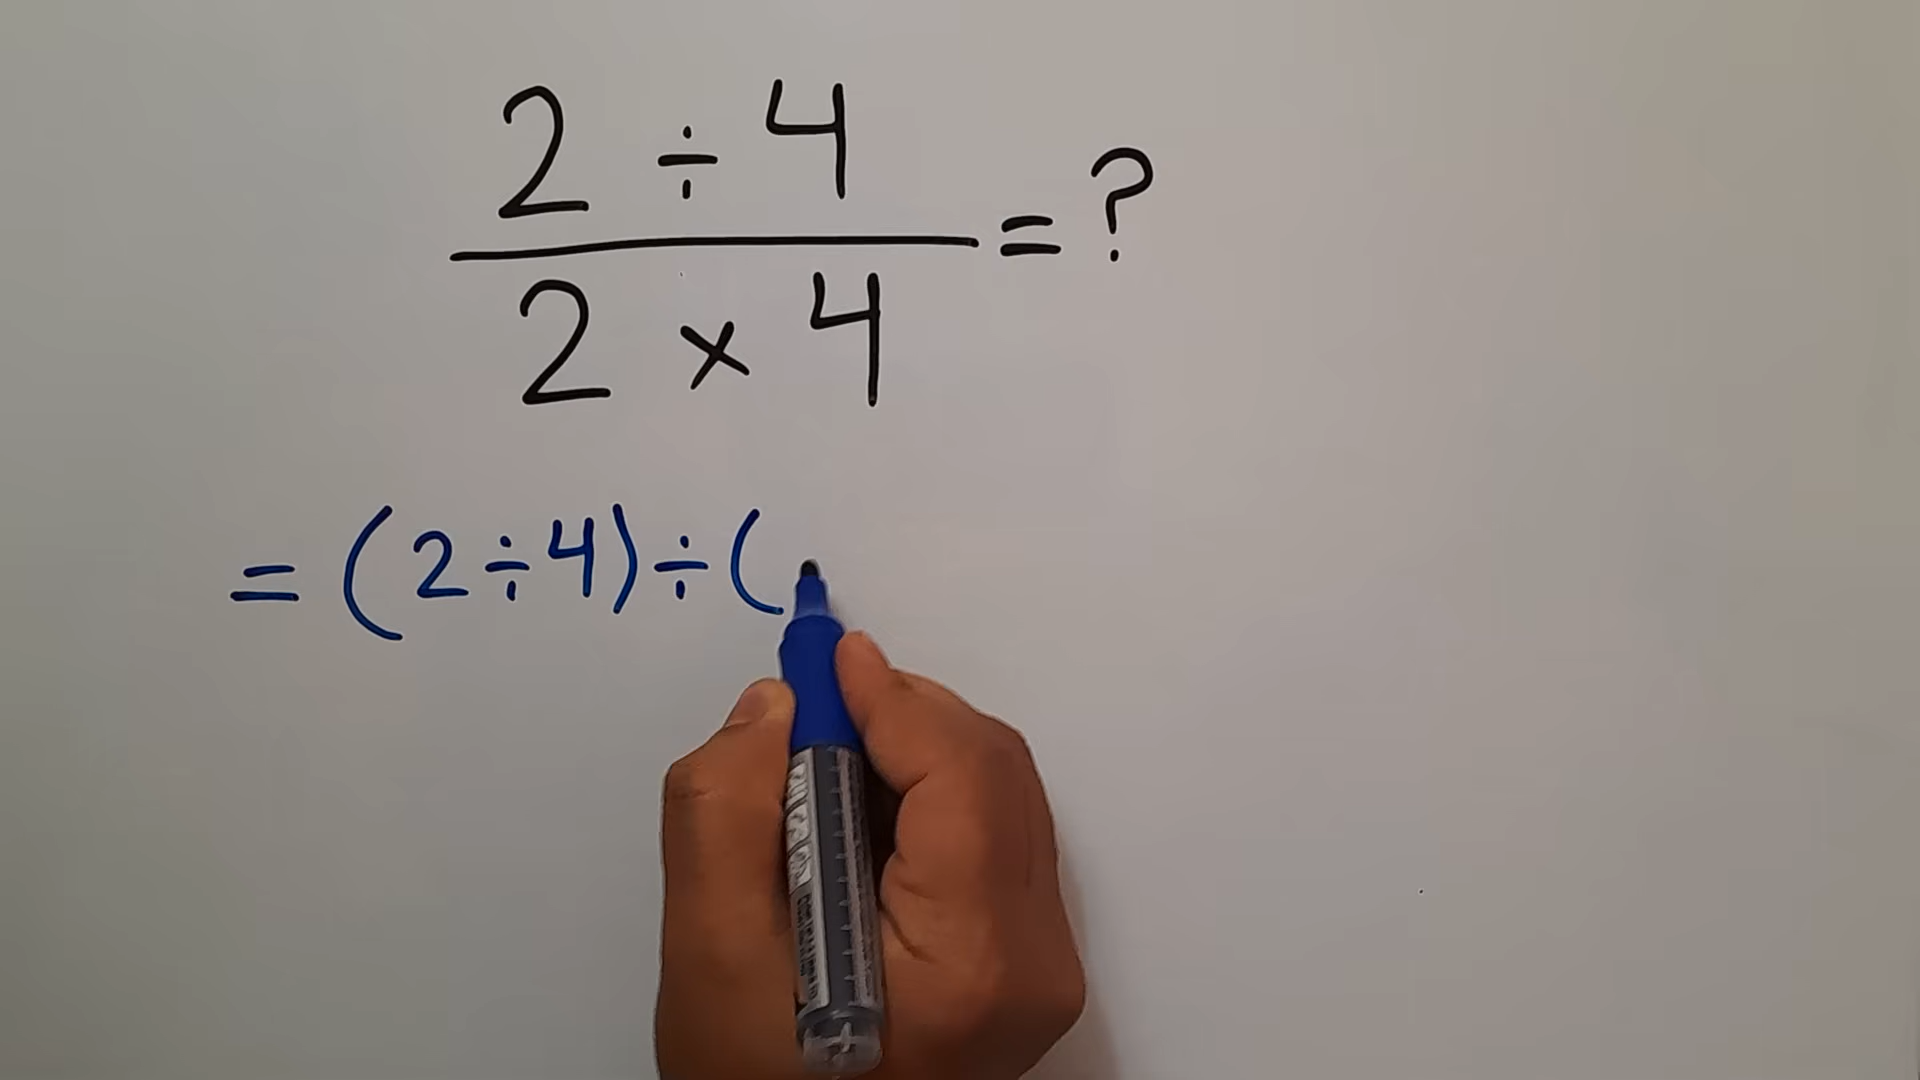 2 ÷ 4
2 × 4
= ?
= (2÷4)÷(